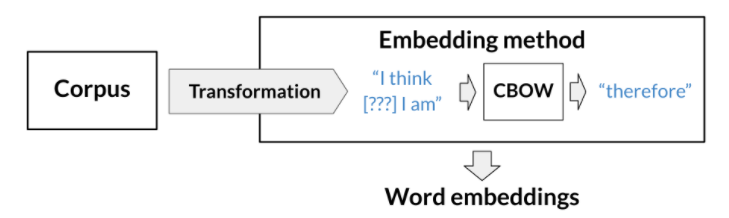 Embedding method
Corpus
Transformation
“I think
[???] I am”
CBOW
“therefore”
Word embeddings